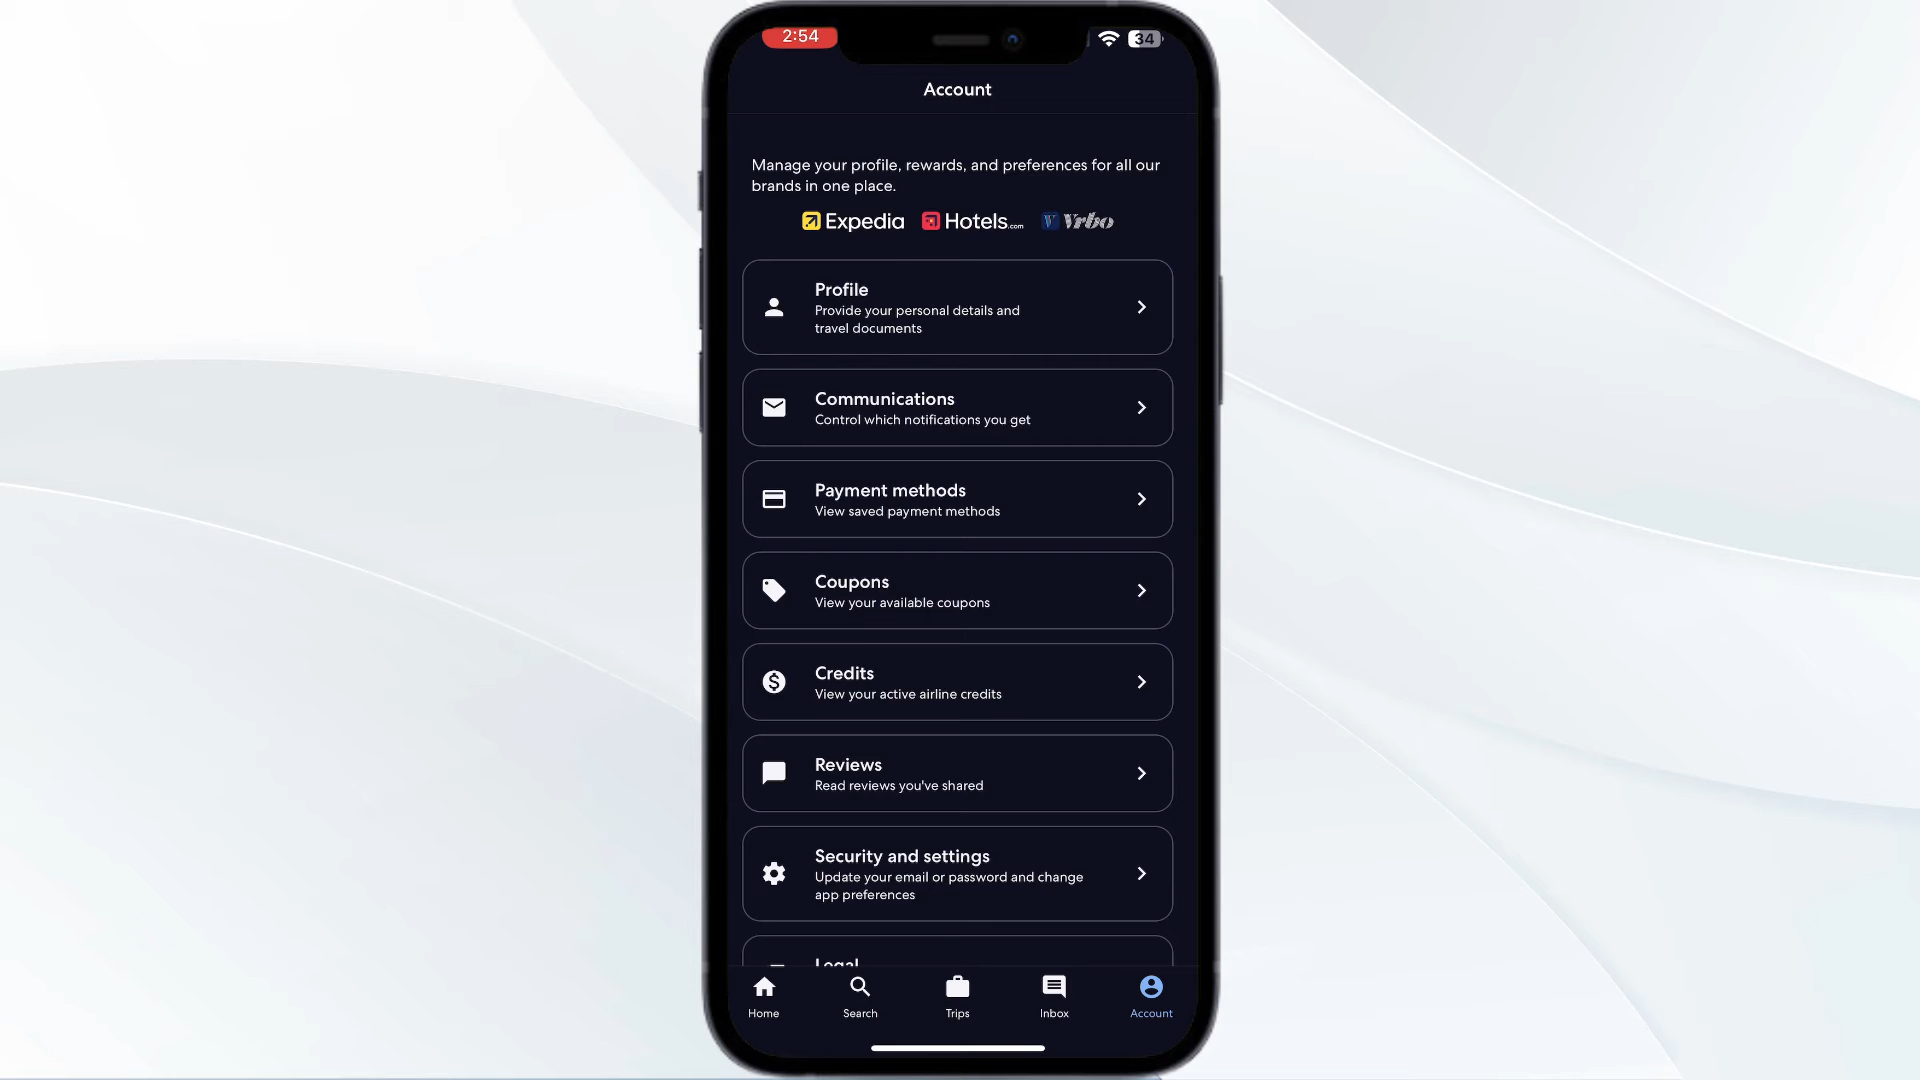 2:54
34
Account
Manage your profile, rewards, and preferences for all our
brands in one place.
Expedia Hotels.com Vrbo
Profile
Provide your personal details and
travel documents
Communications
Control which notifications you get
Payment methods
View saved payment methods
Coupons
View your available coupons
Credits
View your active airline credits
Reviews
Read reviews you've shared
Security and settings
Update your email or password and change
app preferences
Legal
Home Search Trips Inbox Account